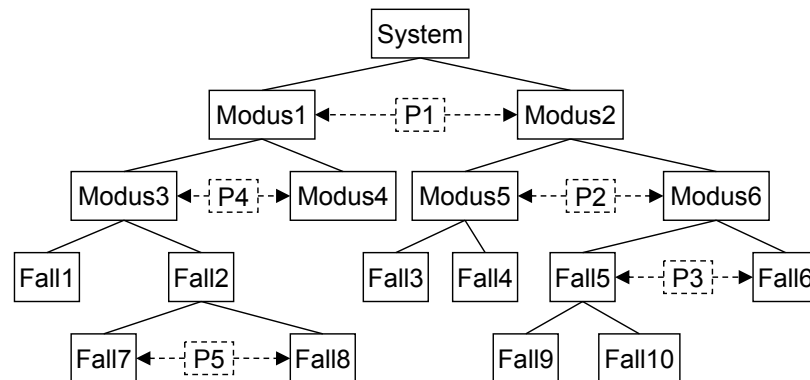 System
Modus1 P1 Modus2
Modus3 P4 Modus4 Modus5 P2 Modus6
Fall1 Fall2 Fall3 Fall4 Fall5 P3 Fall6
Fall7 P5 Fall8 Fall9 Fall10